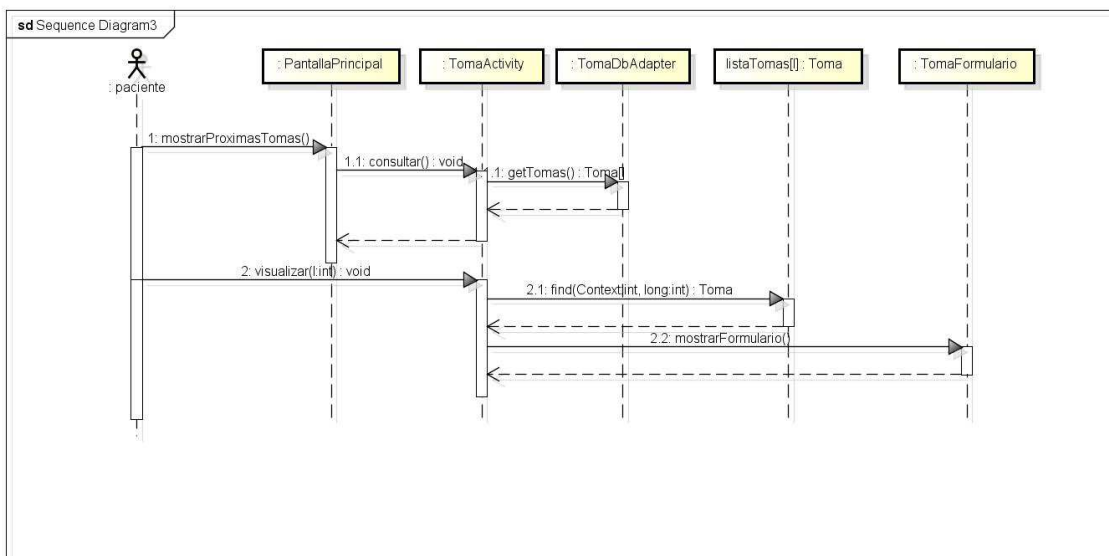 sd Sequence Diagram3
: paciente
: PantallaPrincipal
: TomaActivity
: TomaDbAdapter
listaTomas[I] : Toma
: TomaFormulario
1: mostrarProximasTomas()
1.1: consultar() : void
.1: getTomas() : Toma[]
2: visualizar(I:int) : void
2.1: find(Context:int, long:int) : Toma
2.2: mostrarFormulario()